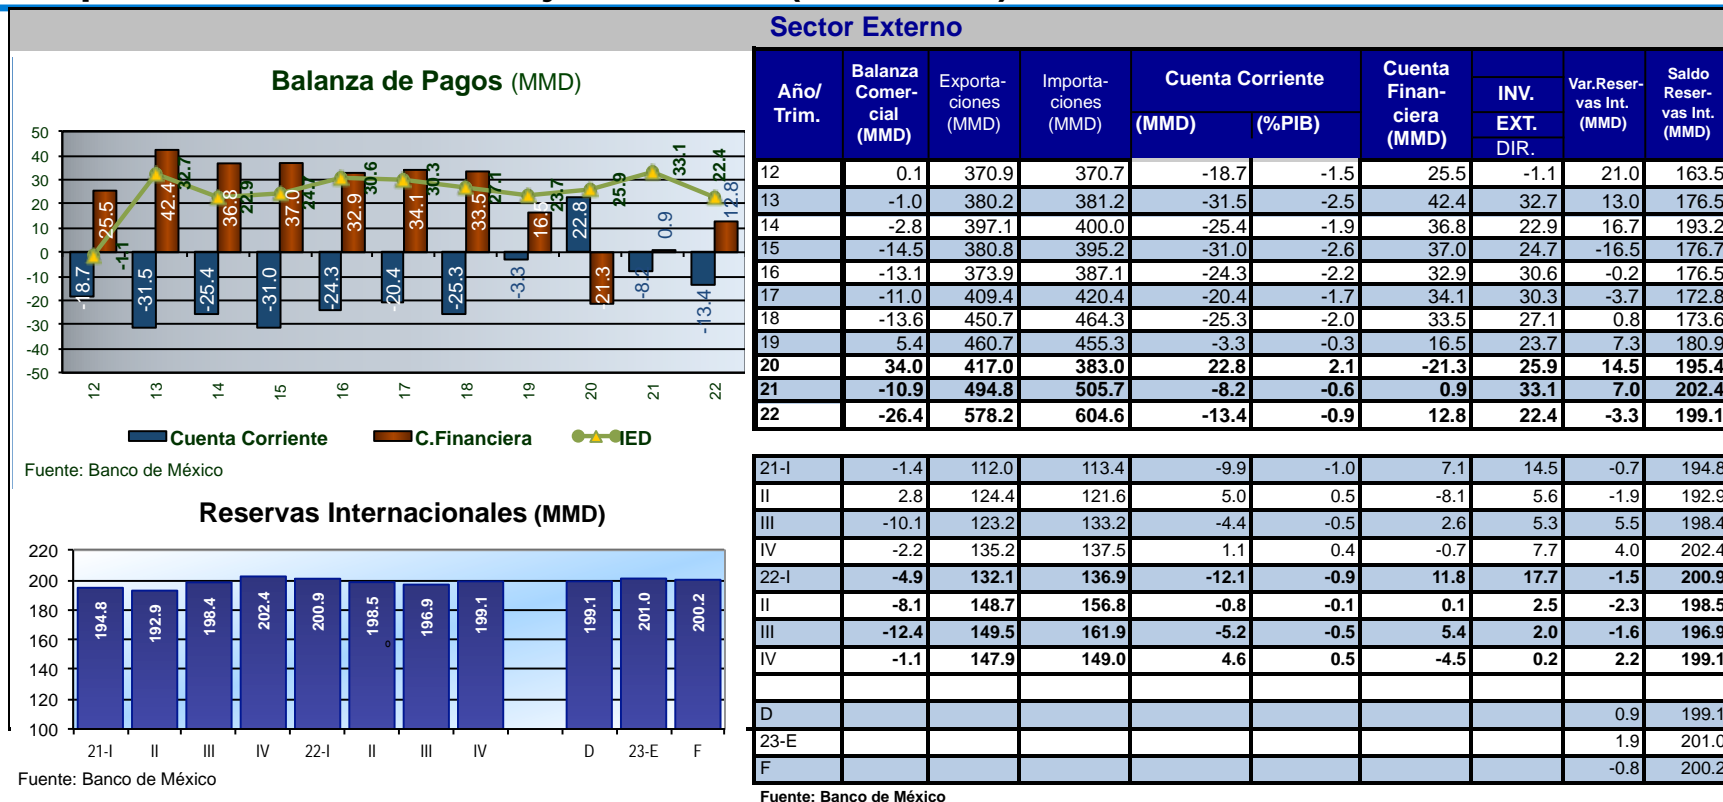 Sector Externo
Balanza de Pagos (MMD)
50
40
30
20
10
0
-10
-20
-30
-40
-50
-18.7 -31.5 -25.4 -31.0 -24.3 -20.4 -25.3 -3.3 22.8 -8.2 -13.4
25.5 42.4 36.8 37.0 32.9 34.1 33.5 16.5 -21.3 0.9 12.8
-1.1 32.7 22.9 24.7 30.6 30.3 27.1 23.7 25.9 33.1 22.4
12 13 14 15 16 17 18 19 20 21 22
Cuenta Corriente C.Financiera IED
Fuente: Banco de México
Reservas Internacionales (MMD)
220
200
180
160
140
120
100
194.8 192.9 198.4 202.4 200.9 198.5 196.9 199.1 199.1 201.0 200.2
0
21-I II III IV 22-I II III IV D 23-E F
Fuente: Banco de México
Año/ Trim.
Balanza Comer- cial (MMD)
Exporta- ciones (MMD)
Importa- ciones (MMD)
Cuenta Corriente
(MMD) (%PIB)
Cuenta Finan- ciera (MMD)
INV. EXT. DIR.
Var.Reser- vas Int. (MMD)
Saldo Reser- vas Int. (MMD)
12 0.1 370.9 370.7 -18.7 -1.5 25.5 -1.1 21.0 163.5
13 -1.0 380.2 381.2 -31.5 -2.5 42.4 32.7 13.0 176.5
14 -2.8 397.1 400.0 -25.4 -1.9 36.8 22.9 16.7 193.2
15 -14.5 380.8 395.2 -31.0 -2.6 37.0 24.7 -16.5 176.7
16 -13.1 373.9 387.1 -24.3 -2.2 32.9 30.6 -0.2 176.5
17 -11.0 409.4 420.4 -20.4 -1.7 34.1 30.3 -3.7 172.8
18 -13.6 450.7 464.3 -25.3 -2.0 33.5 27.1 0.8 173.6
19 5.4 460.7 455.3 -3.3 -0.3 16.5 23.7 7.3 180.9
20 34.0 417.0 383.0 22.8 2.1 -21.3 25.9 14.5 195.4
21 -10.9 494.8 505.7 -8.2 -0.6 0.9 33.1 7.0 202.4
22 -26.4 578.2 604.6 -13.4 -0.9 12.8 22.4 -3.3 199.1
21-I -1.4 112.0 113.4 -9.9 -1.0 7.1 14.5 -0.7 194.8
II 2.8 124.4 121.6 5.0 0.5 -8.1 5.6 -1.9 192.9
III -10.1 123.2 133.2 -4.4 -0.5 2.6 5.3 5.5 198.4
IV -2.2 135.2 137.5 1.1 0.4 -0.7 7.7 4.0 202.4
22-I -4.9 132.1 136.9 -12.1 -0.9 11.8 17.7 -1.5 200.9
II -8.1 148.7 156.8 -0.8 -0.1 0.1 2.5 -2.3 198.5
III -12.4 149.5 161.9 -5.2 -0.5 5.4 2.0 -1.6 196.9
IV -1.1 147.9 149.0 4.6 0.5 -4.5 0.2 2.2 199.1
D 0.9 199.1
23-E 1.9 201.0
F -0.8 200.2
Fuente: Banco de México